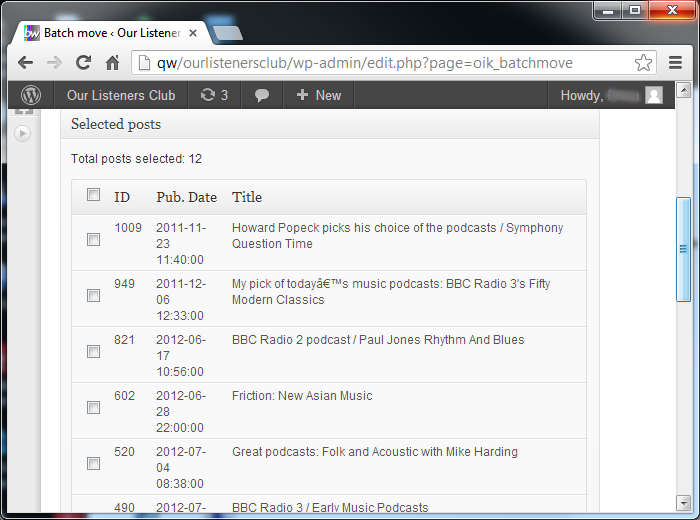 Batch move ‹ Our Listener
qw/ourlistenersclub/wp-admin/edit.php?page=oik_batchmove
Our Listeners Club 3 New Howdy,
Selected posts
Total posts selected: 12
ID Pub. Date Title
1009 2011-11- Howard Popeck picks his choice of the podcasts / Symphony
23 Question Time
11:40:00
949 2011-12- My pick of todayâ€™s music podcasts: BBC Radio 3's Fifty
06 Modern Classics
12:33:00
821 2012-06- BBC Radio 2 podcast / Paul Jones Rhythm And Blues
17
10:56:00
602 2012-06- Friction: New Asian Music
28
22:00:00
520 2012-07- Great podcasts: Folk and Acoustic with Mike Harding
04
08:38:00
490 2012-07- BBC Radio 3 / Early Music Podcasts